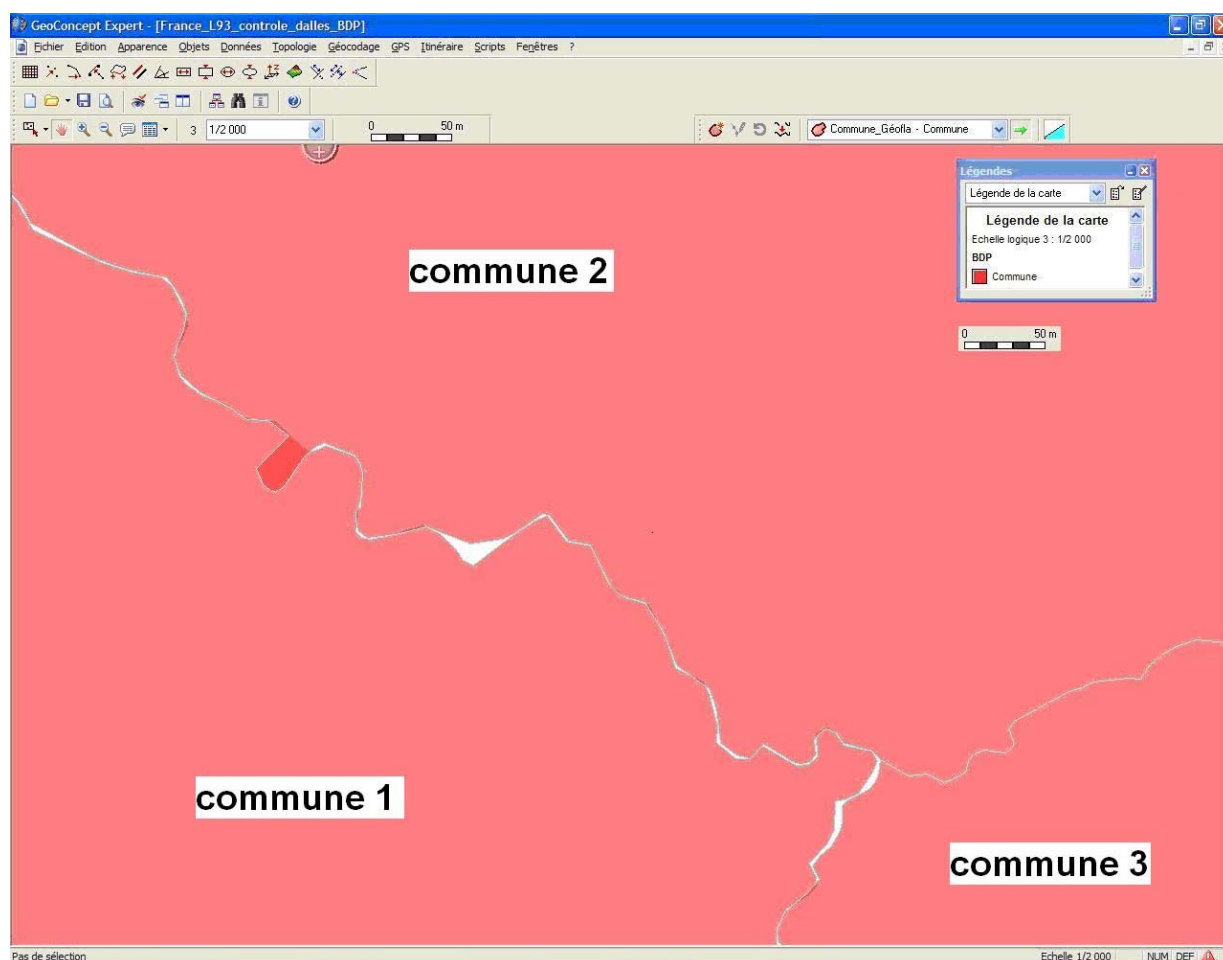 GeoConcept Expert - [France_L93_controle_dalles_BDP]
Fichier Edition Apparence Objets Données Topologie Géocodage GPS Itinéraire Scripts Fenêtres ?
3 1/2 000 0 50 m Commune_Géofla - Commune
Légendes
Légende de la carte
Légende de la carte
Echelle logique 3 : 1/2 000
BDP
Commune
commune 2
0 50 m
commune 1
commune 3
Pas de sélection Echelle 1/2 000 NUM DEF